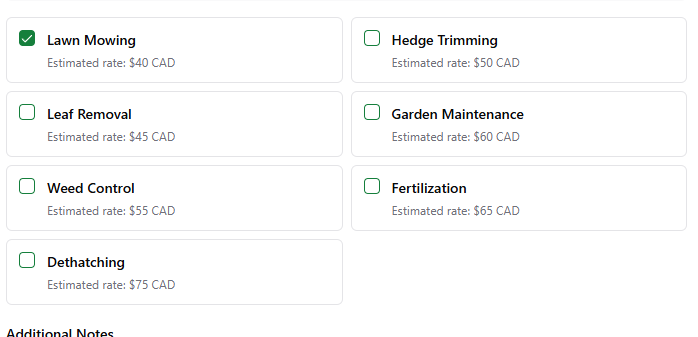 Lawn Mowing
Estimated rate: $40 CAD
Hedge Trimming
Estimated rate: $50 CAD
Leaf Removal
Estimated rate: $45 CAD
Garden Maintenance
Estimated rate: $60 CAD
Weed Control
Estimated rate: $55 CAD
Fertilization
Estimated rate: $65 CAD
Dethatching
Estimated rate: $75 CAD
Additional Notes